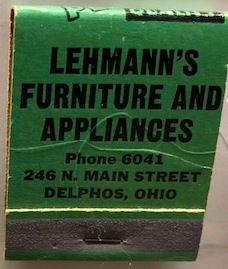 LEHMANN'S
FURNITURE AND
APPLIANCES
Phone 6041
246 N. MAIN STREET
DELPHOS, OHIO